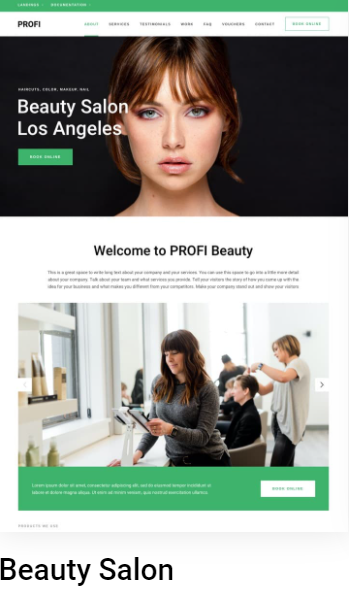 LANDINGS DOCUMENTATION
PROFI ABOUT SERVICES TESTIMONIALS WORK FAQ VOUCHERS CONTACT BOOK ONLINE
HAIRCUTS, COLOR, MAKEUP, NAIL
Beauty Salon
Los Angeles
BOOK ONLINE
Welcome to PROFI Beauty
This is a great space to write long text about your company and your services. You can use this space to go into a little more detail
about your company. Talk about your team and what services you provide. Tell your visitors the story of how you came up with the
idea for your business and what makes you different from your competitors. Make your company stand out and show your visitors
Lorem ipsum dolor sit amet, consectetur adipiscing elit, sed do eiusmod tempor incididunt ut
labore et dolore magna aliqua. Ut enim ad minim veniam, quis nostrud exercitation ullamco.
BOOK ONLINE
PRODUCTS WE USE
Beauty Salon